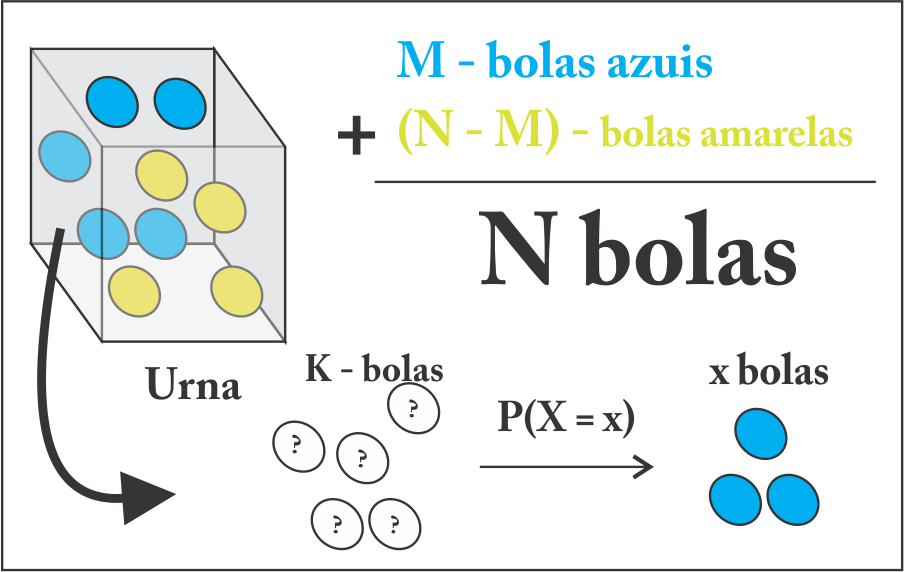 M - bolas azuis
+ (N - M) - bolas amarelas
N bolas
Urna
K - bolas
?
?
?
?
?
P(X = x)
x bolas